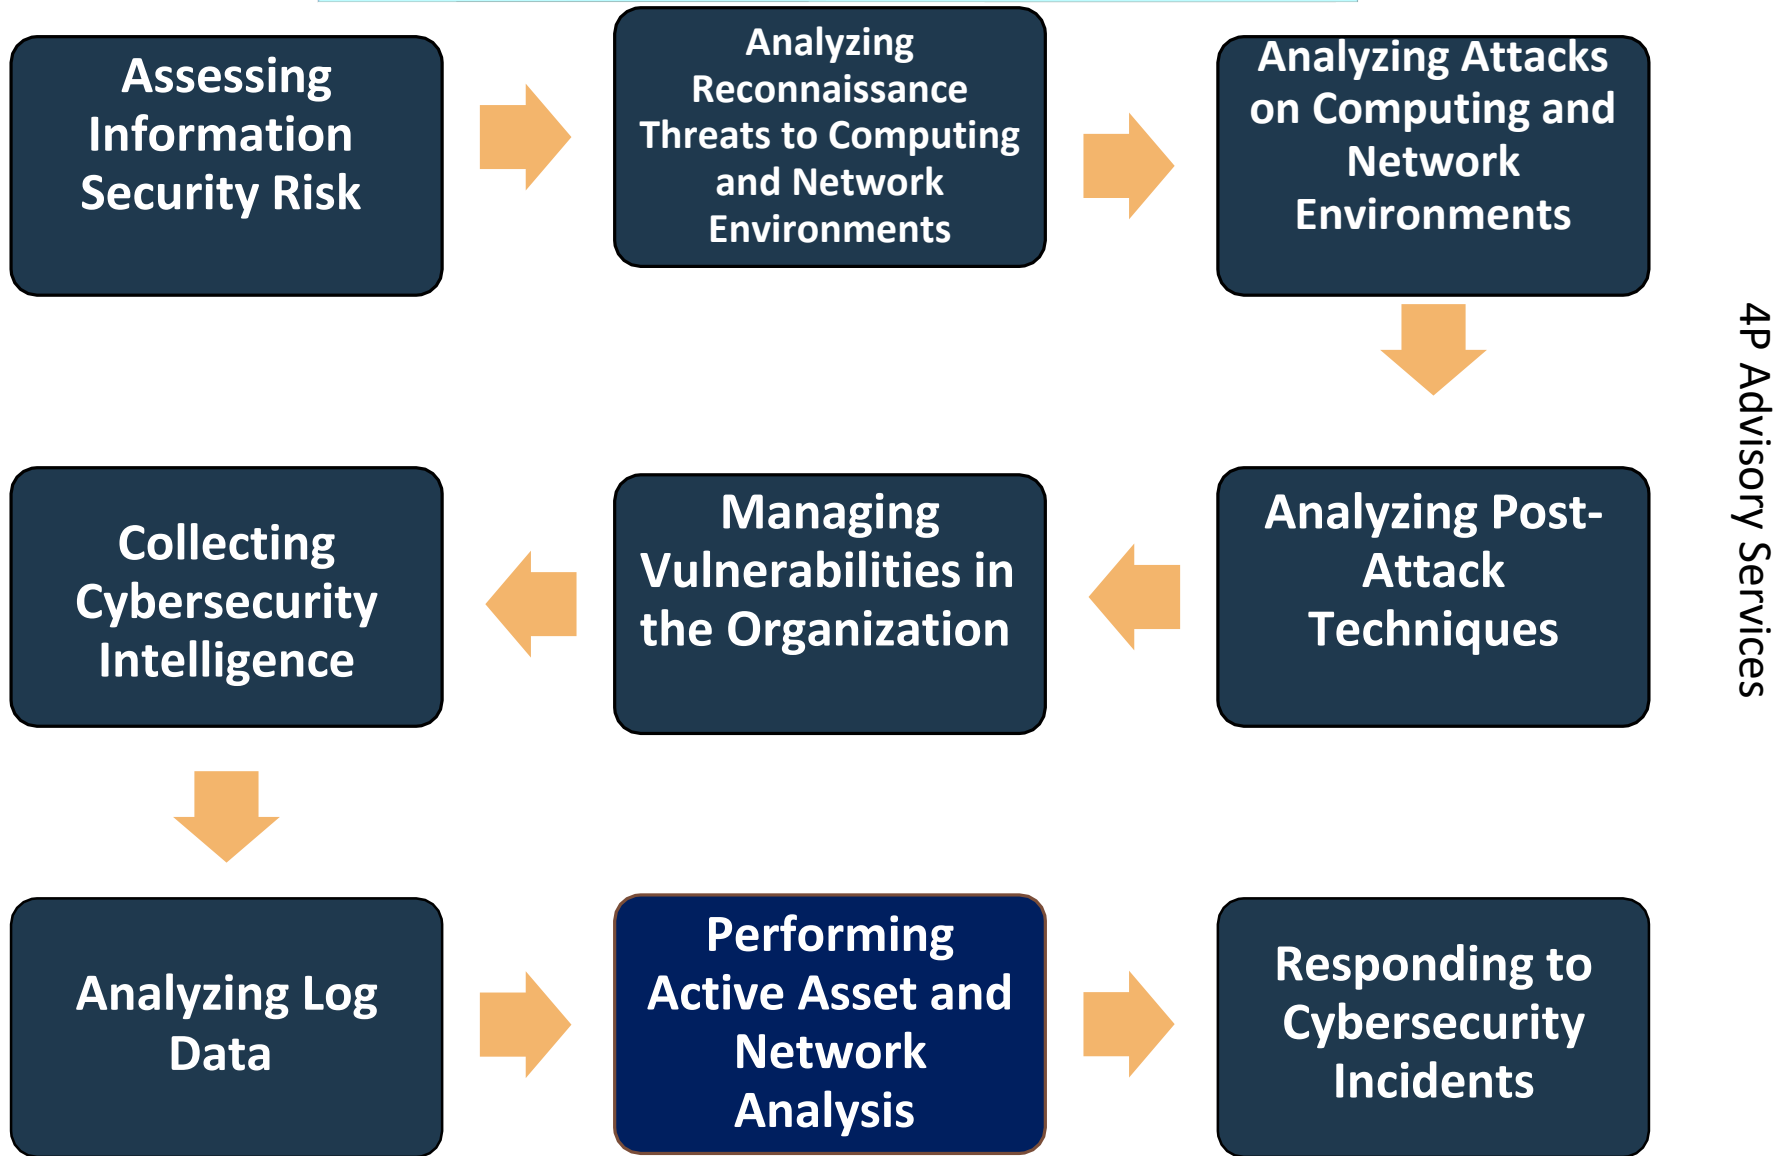 Assessing
Information
Security Risk
Analyzing
Reconnaissance
Threats to Computing
and Network
Environments
Analyzing Attacks
on Computing and
Network
Environments
Analyzing Post-
Attack
Techniques
Managing
Vulnerabilities in
the Organization
Collecting
Cybersecurity
Intelligence
Analyzing Log
Data
Performing
Active Asset and
Network
Analysis
Responding to
Cybersecurity
Incidents
4P Advisory Services